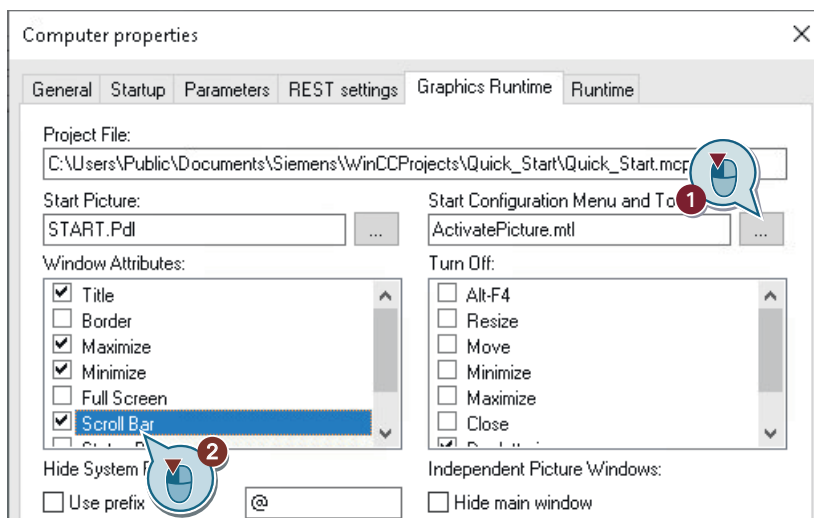 Computer properties
General Startup Parameters REST settings Graphics Runtime Runtime
Project File:
C:\Users\Public\Documents\Siemens\WinCCProjects\Quick_Start\Quick_Start.mcp
Start Picture:
Start Configuration Menu and
1
START.Pdl
...
ActivatePicture.mtl
...
Window Attributes:
Turn Off:
Title
Border
Maximize
Minimize
Full Screen
Scroll Bar
Alt-F4
Resize
Move
Minimize
Maximize
Close
2
Hide System
Independent Picture Windows:
Use prefix
@
Hide main window